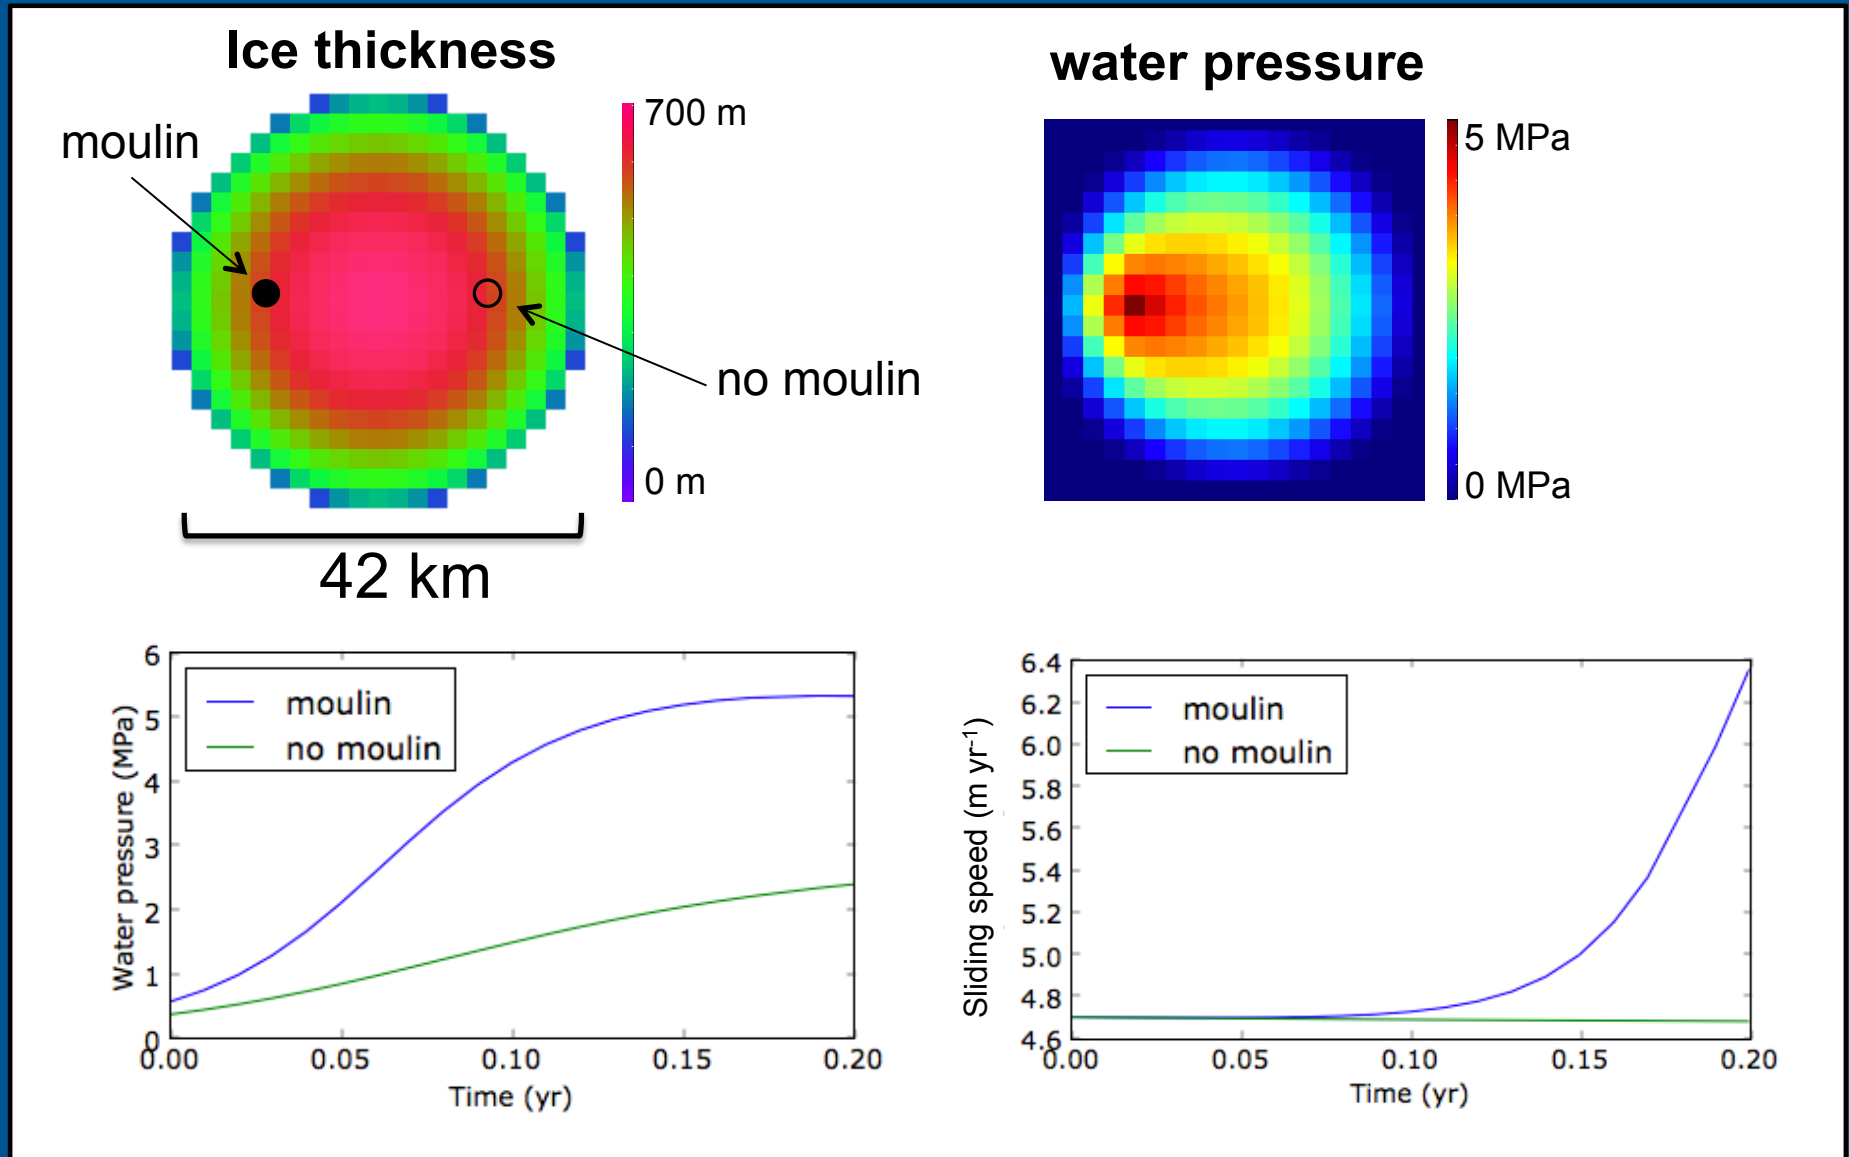 Ice thickness
moulin
700 m
0 m
no moulin
42 km
water pressure
5 MPa
0 MPa
Water pressure (MPa)
6
5
4
3
2
1
0
moulin
no moulin
0.00 0.05 0.10 0.15 0.20
Time (yr)
Sliding speed (m yr-1)
6.4
6.2
6.0
5.8
5.6
5.4
5.2
5.0
4.8
4.6
moulin
no moulin
0.00 0.05 0.10 0.15 0.20
Time (yr)